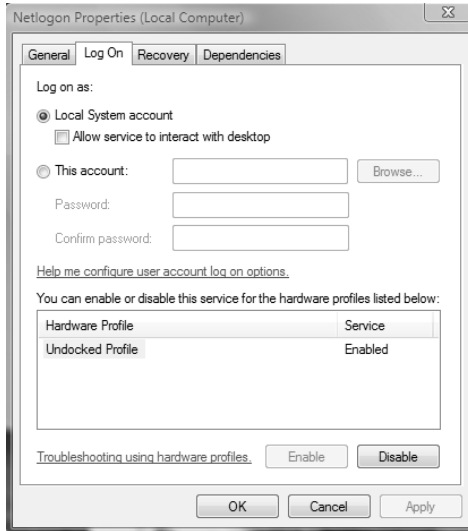 Netlogon Properties (Local Computer)
General Log On Recovery Dependencies
Log on as:
Local System account
Allow service to interact with desktop
This account: Browse...
Password:
Confirm password:
Help me configure user account log on options.
You can enable or disable this service for the hardware profiles listed below:
Hardware Profile Service
Undocked Profile Enabled
Troubleshooting using hardware profiles. Enable Disable
OK Cancel Apply